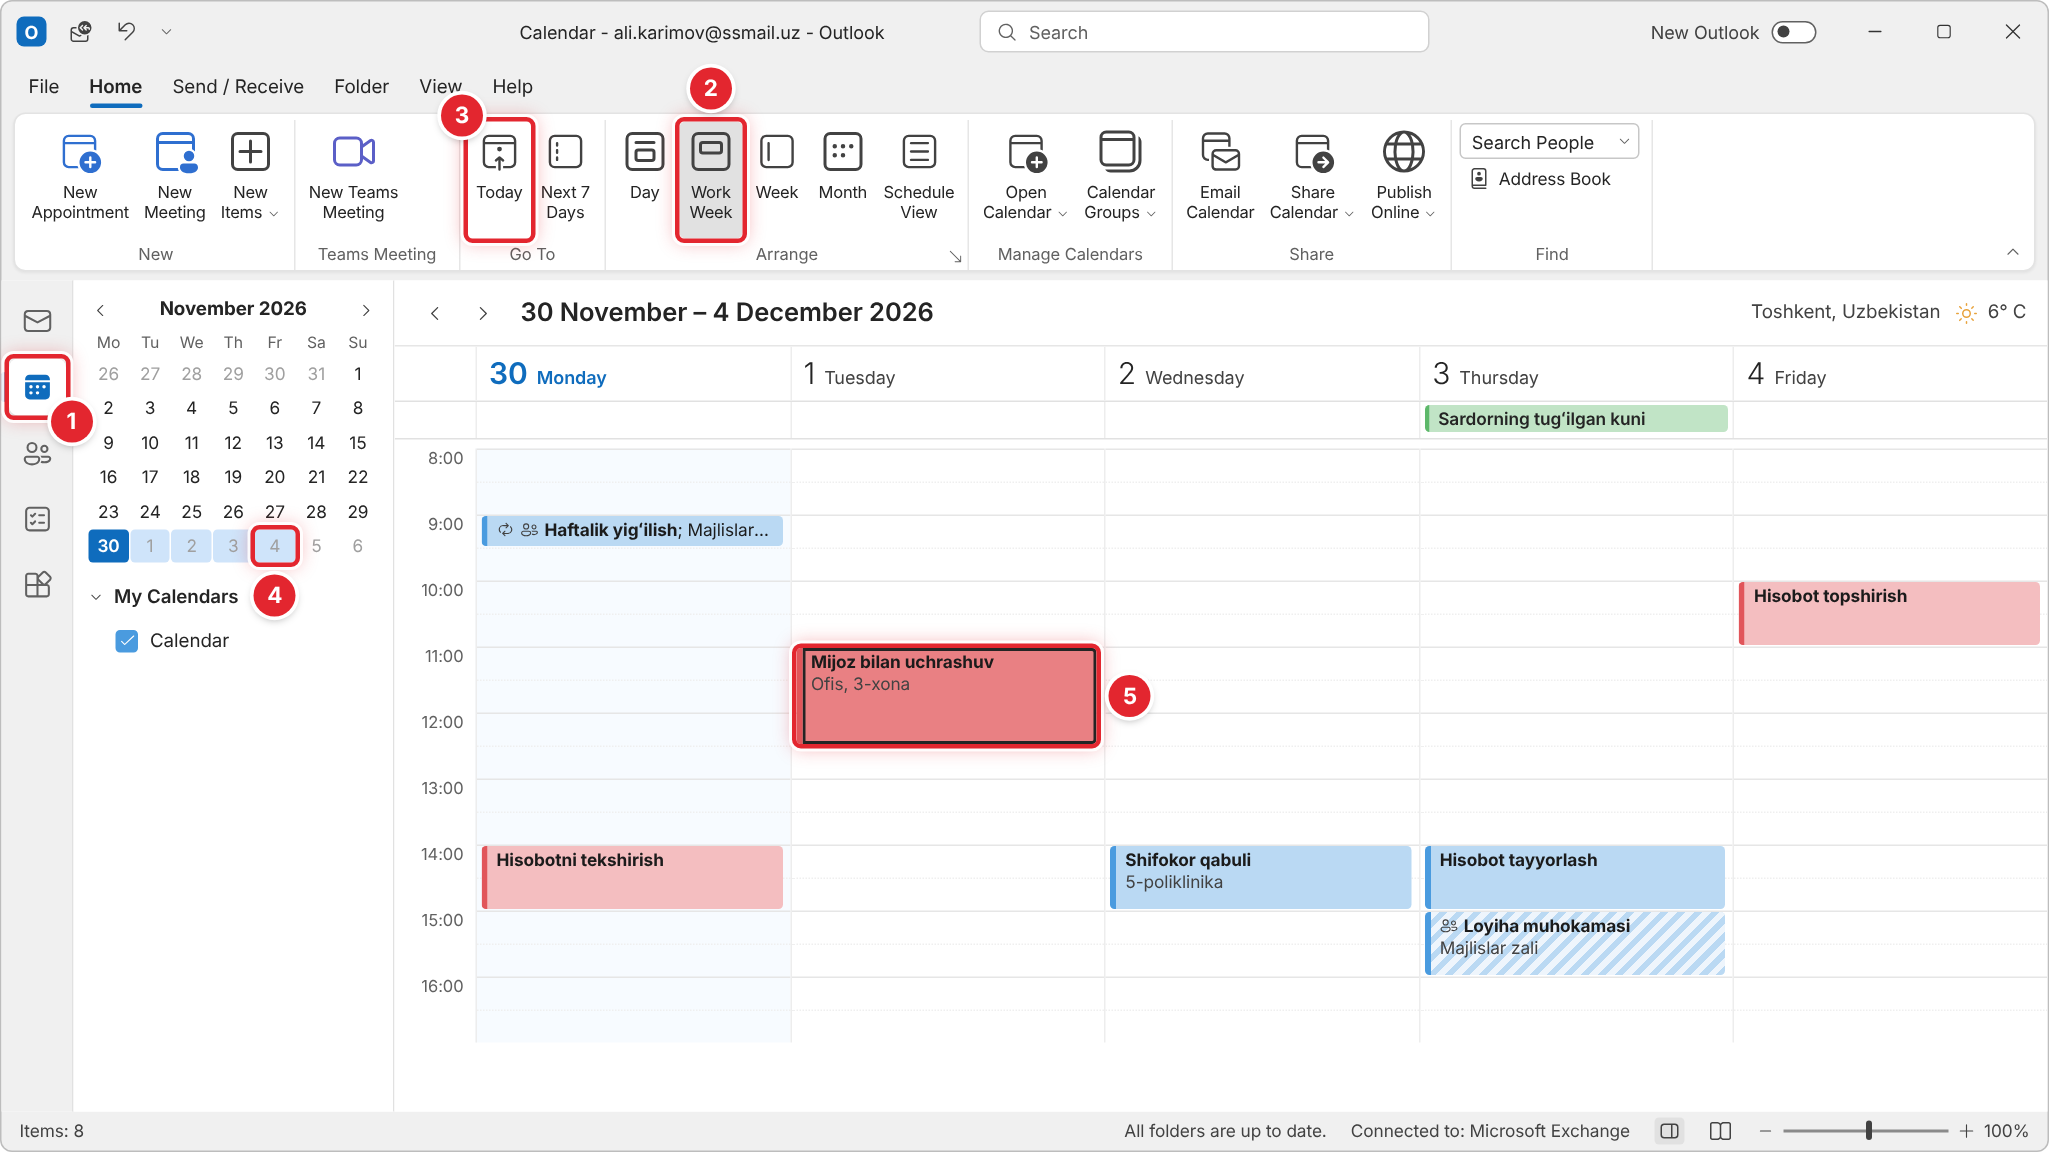 Calendar - ali.karimov@ssmail.uz - Outlook
Search
New Outlook
File Home Send / Receive Folder View Help
2
3
New Appointment
New Meeting
New Items
New
New Teams Meeting
Teams Meeting
Today
Next 7 Days
Go To
Day
Work Week
Week
Month
Schedule View
Arrange
Open Calendar
Calendar Groups
Manage Calendars
Email Calendar
Share Calendar
Publish Online
Share
Search People
Address Book
Find
1
November 2026
Mo Tu We Th Fr Sa Su
26 27 28 29 30 31 1
2 3 4 5 6 7 8
9 10 11 12 13 14 15
16 17 18 19 20 21 22
23 24 25 26 27 28 29
30 1 2 3 4 5 6
4
My Calendars
Calendar
30 November – 4 December 2026
Toshkent, Uzbekistan 6° C
30 Monday
1 Tuesday
2 Wednesday
3 Thursday
4 Friday
Sardorning tugʻilgan kuni
8:00
9:00
Haftalik yigʻilish; Majlislar...
10:00
Hisobot topshirish
11:00
Mijoz bilan uchrashuv
Ofis, 3-xona
5
12:00
13:00
14:00
Hisobotni tekshirish
Shifokor qabuli
5-poliklinika
Hisobot tayyorlash
15:00
Loyiha muhokamasi
Majlislar zali
16:00
Items: 8
All folders are up to date.
Connected to: Microsoft Exchange
100%